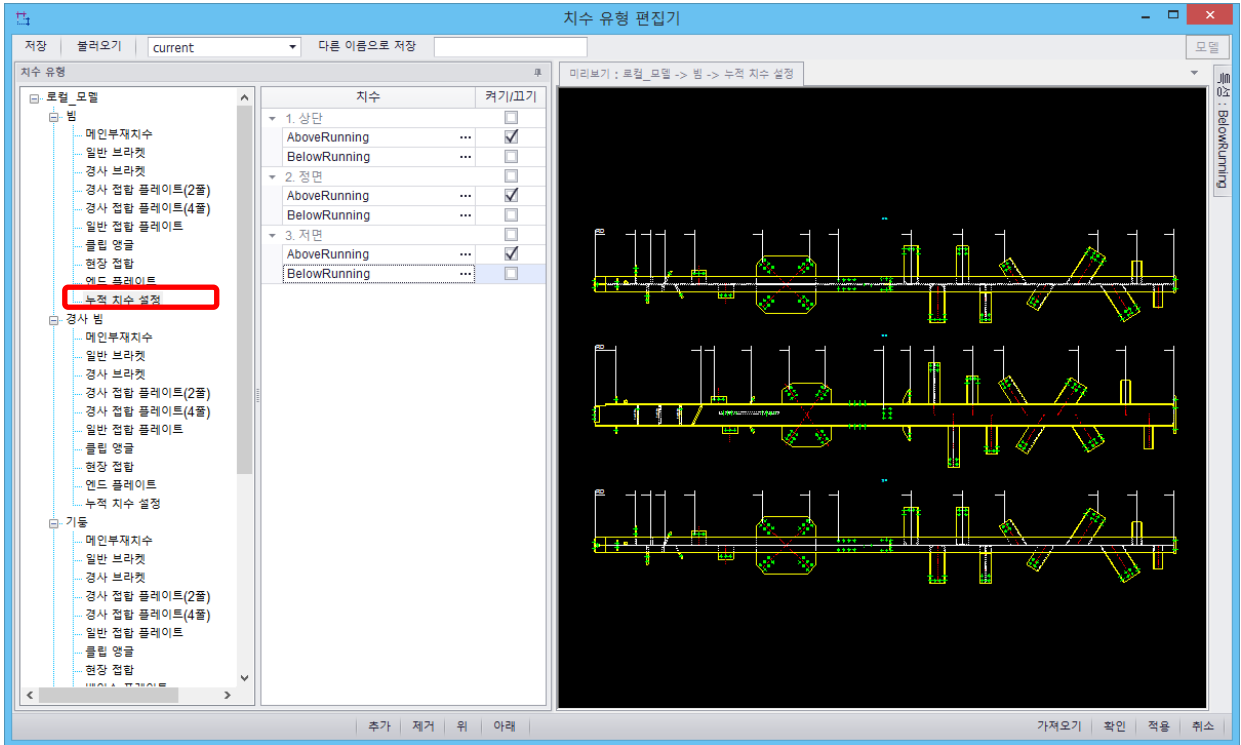 치수 유형 편집기
저장 불러오기 current 다른 이름으로 저장 모델
치수 유형
미리보기 : 로컬_모델 -> 빔 -> 누적 치수 설정
특성 : BelowRunning
로컬_모델
빔
메인부재치수
일반 브라켓
경사 브라켓
경사 접합 플레이트(2풀)
경사 접합 플레이트(4풀)
일반 접합 플레이트
클립 앵글
현장 접합
엔드 플레이트
누적 치수 설정
경사 빔
메인부재치수
일반 브라켓
경사 브라켓
경사 접합 플레이트(2풀)
경사 접합 플레이트(4풀)
일반 접합 플레이트
클립 앵글
현장 접합
엔드 플레이트
누적 치수 설정
기둥
메인부재치수
일반 브라켓
경사 브라켓
경사 접합 플레이트(2풀)
경사 접합 플레이트(4풀)
일반 접합 플레이트
클립 앵글
현장 접합
치수 켜기/끄기
1. 상단
AboveRunning ...
BelowRunning ...
2. 정면
AboveRunning ...
BelowRunning ...
3. 저면
AboveRunning ...
BelowRunning ...
추가 제거 위 아래 가져오기 확인 적용 취소